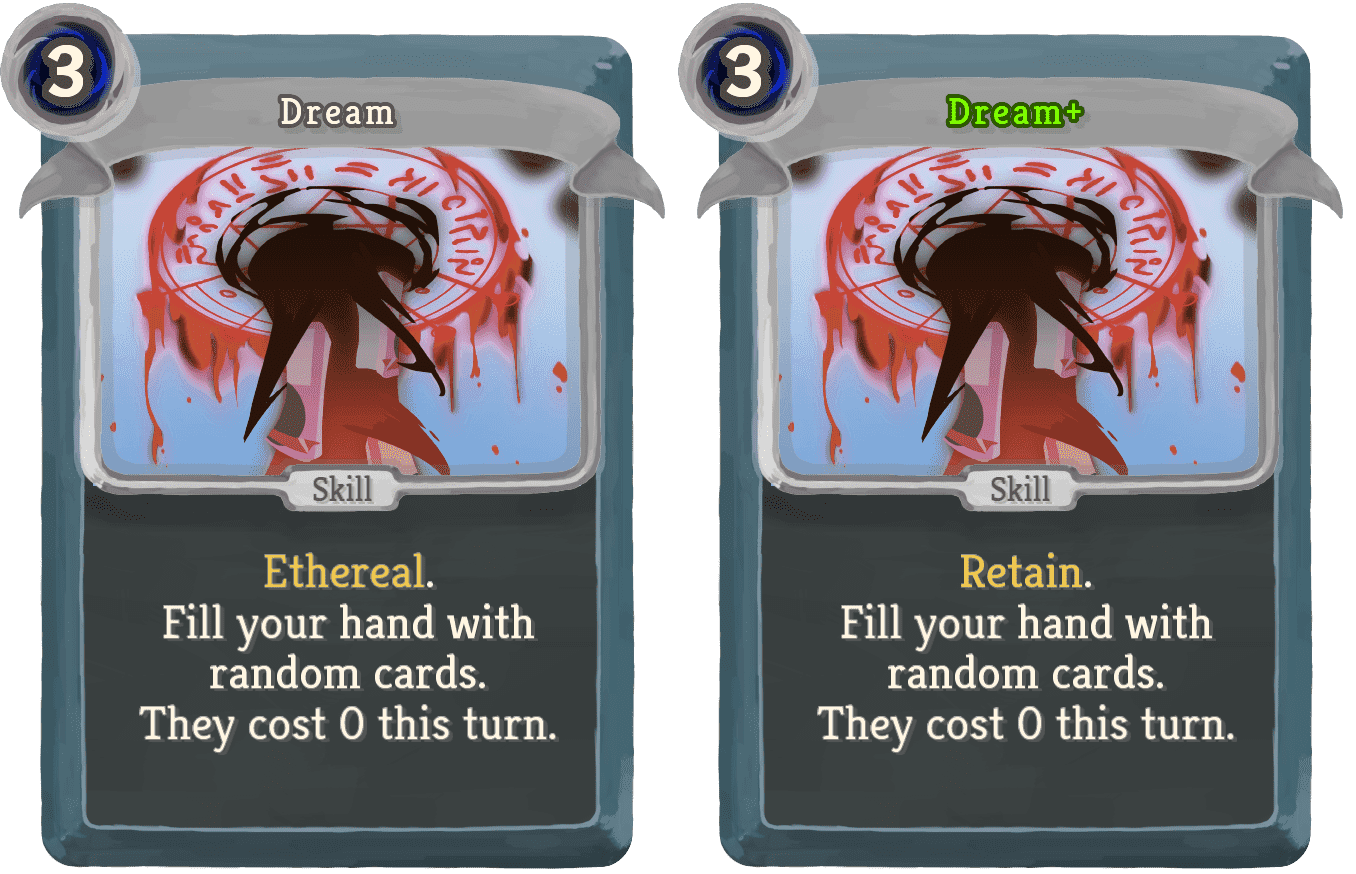 3
Dream
Skill
Ethereal.
Fill your hand with
random cards.
They cost 0 this turn.
3
Dream+
Skill
Retain.
Fill your hand with
random cards.
They cost 0 this turn.